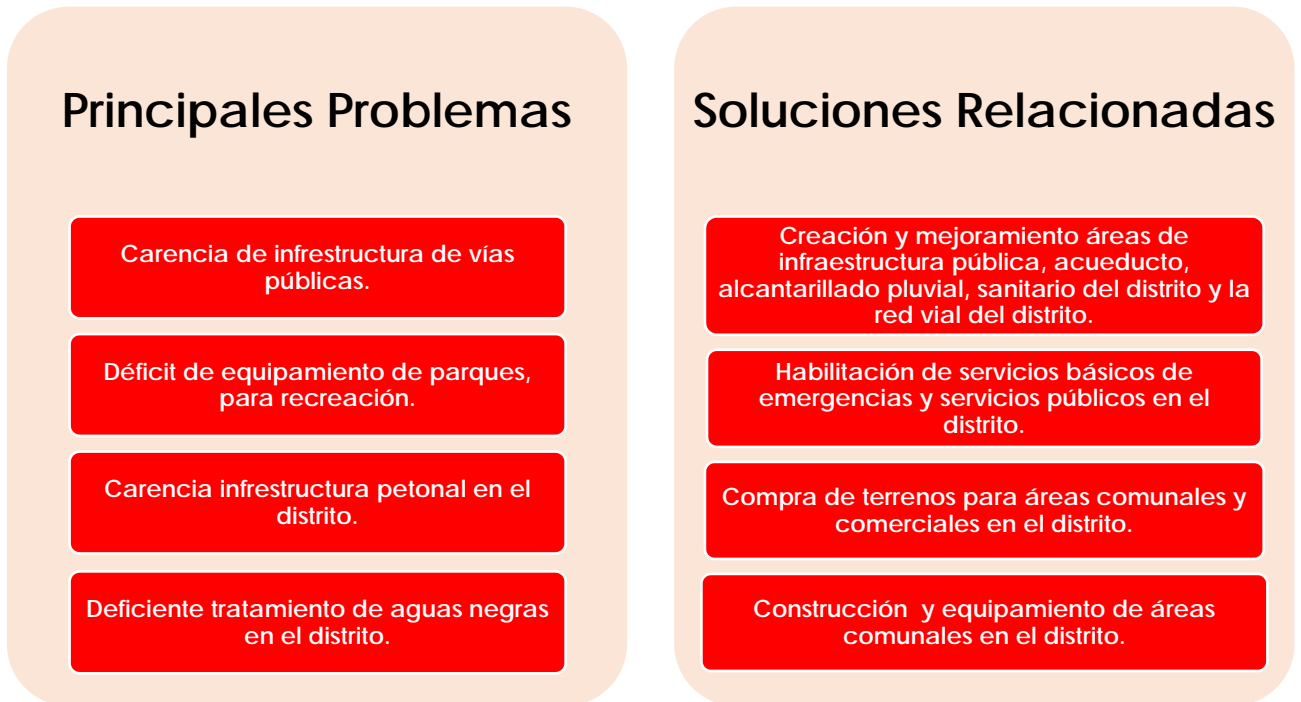 Principales Problemas
Carencia de infrestructura de vías
públicas.
Déficit de equipamiento de parques,
para recreación.
Carencia infrestructura petonal en el
distrito.
Deficiente tratamiento de aguas negras
en el distrito.
Soluciones Relacionadas
Creación y mejoramiento áreas de
infraestructura pública, acueducto,
alcantarillado pluvial, sanitario del distrito y la
red vial del distrito.
Habilitación de servicios básicos de
emergencias y servicios públicos en el
distrito.
Compra de terrenos para áreas comunales y
comerciales en el distrito.
Construcción y equipamiento de áreas
comunales en el distrito.